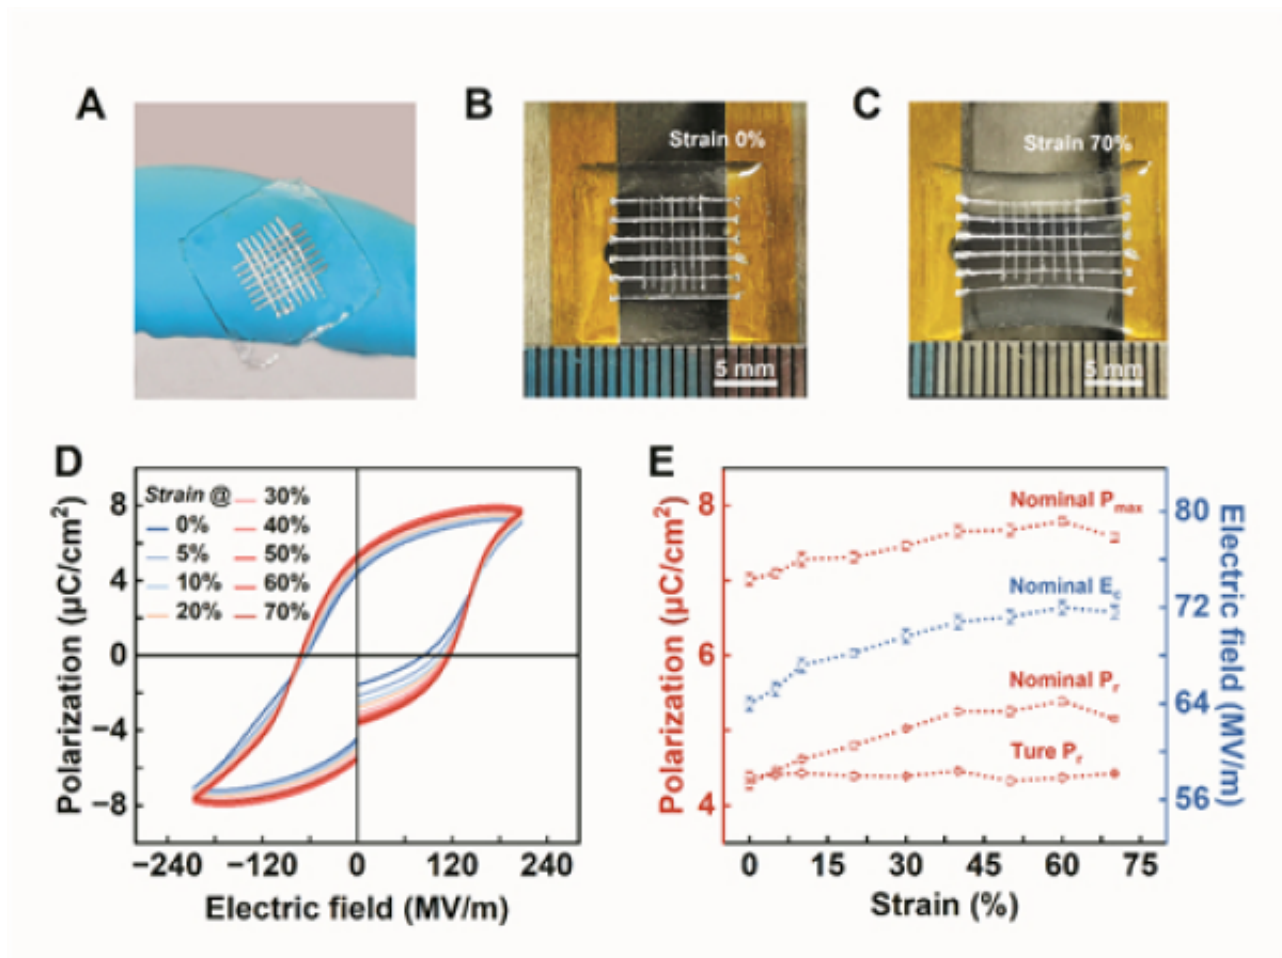 A
B
C
Strain 0%
Strain 70%
5 mm
5 mm
D
E
Polarization (μC/cm²)
8
4
0
−4
−8
Strain @
0%
5%
10%
20%
30%
40%
50%
60%
70%
−240 −120 0 120 240
Electric field (MV/m)
Polarization (μC/cm²)
8
6
4
Nominal Pmax
Nominal Ec
Nominal Pr
Ture Pr
80
72
64
56
Electric field (MV/m)
0 15 30 45 60 75
Strain (%)